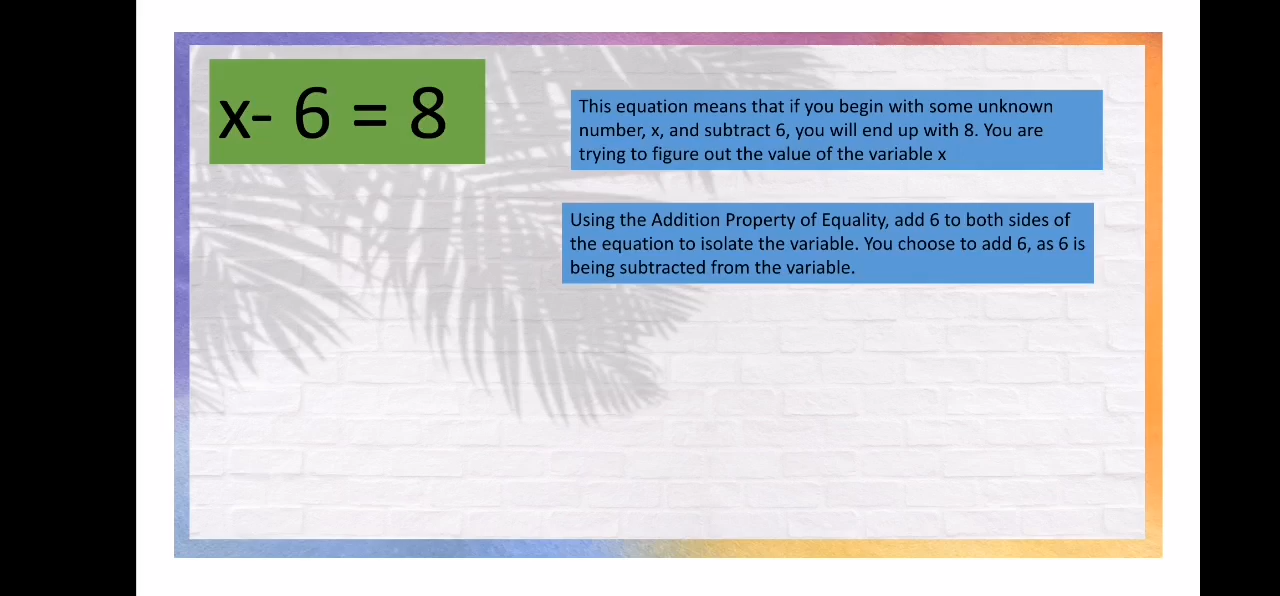 x- 6 = 8
This equation means that if you begin with some unknown
number, x, and subtract 6, you will end up with 8. You are
trying to figure out the value of the variable x
Using the Addition Property of Equality, add 6 to both sides of
the equation to isolate the variable. You choose to add 6, as 6 is
being subtracted from the variable.